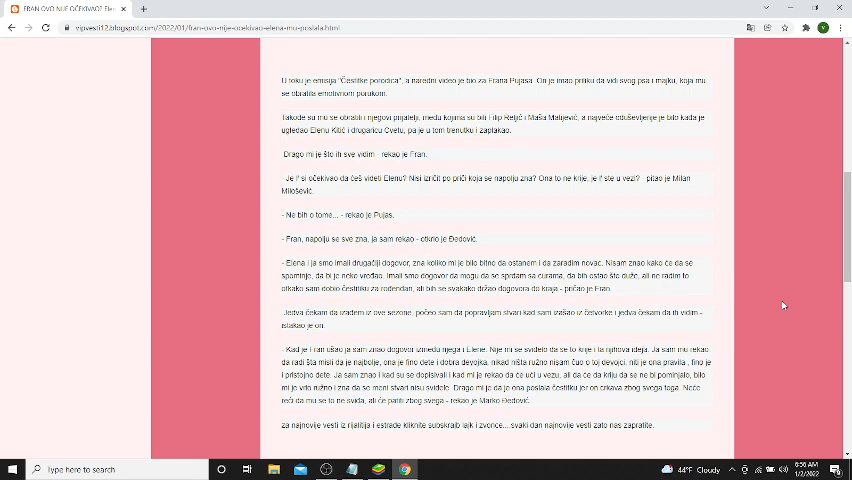 FRAN OVO NIJE OČEKIVAO? Elen
vipvesti12.blogspot.com/2022/01/fran-ovo-nije-ocekivao-elena-mu-poslala.html
V
U toku je emisija "Čestitke porodica", a naredni video je bio za Frana Pujasa. On je imao priliku da vidi svog psa i majku, koja mu
se obratila emotivnom porukom.
Takođe su mu se obratili i njegovi prijatelji, među kojima su bili Filip Reljić i Maša Matijević, a najveće oduševljenje je bilo kada je
ugledao Elenu Kitić i drugaricu Cvetu, pa je u tom trenutku i zaplakao.
Drago mi je što ih sve vidim - rekao je Fran.
- Je l' si očekivao da ćeš videti Elenu? Nisi izričit po priči koja se napolju zna? Ona to ne krije, je l' ste u vezi? - pitao je Milan
Milošević.
- Ne bih o tome... - rekao je Pujas.
- Fran, napolju se sve zna, ja sam rekao - otkrio je Đedović.
- Elena i ja smo imali drugačiji dogovor, zna koliko mi je bilo bitno da ostanem i da zaradim novac. Nisam znao kako će da se
spominje, da bi je neko vređao. Imali smo dogovor da mogu da se sprdam sa curama, da bih ostao što duže, ali ne radim to
otkako sam dobio čestitku za rođendan, ali bih se svakako držao dogovora do kraja - pričao je Fran.
Jedva čekam da izađem iz ove sezone, počeo sam da popravljam stvari kad sam izašao iz četvorke i jedva čekam da ih vidim -
istakao je on.
- Kad je Fran ušao ja sam znao dogovor između njega i Elene. Nije mi se svidelo da se to krije i ta njihova ideja. Ja sam mu rekao
da radi šta misli da je najbolje, ona je fino dete i dobra devojka, nikad ništa ružno nisam čuo o toj devojci, niti je ona pravila , fino je
i pristojno dete. Ja sam znao i kad su se dopisivali i kad mi je rekao da će ući u vezu, ali da će da kriju da se ne bi pominjalo, bilo
mi je vrlo ružno i zna da se meni stvari nisu svidele. Drago mi je da je ona poslala čestitku jer on crkava zbog svega toga. Neće
reći da mu se to ne sviđa, ali će patiti zbog svega - rekao je Marko Đedović.
za najnovije vesti iz rijalitija i estrade kliknite subskrajb lajk i zvonce....svaki dan najnovije vesti zato nas zapratite.
Type here to search
44°F Cloudy
6:56 AM
1/2/2022